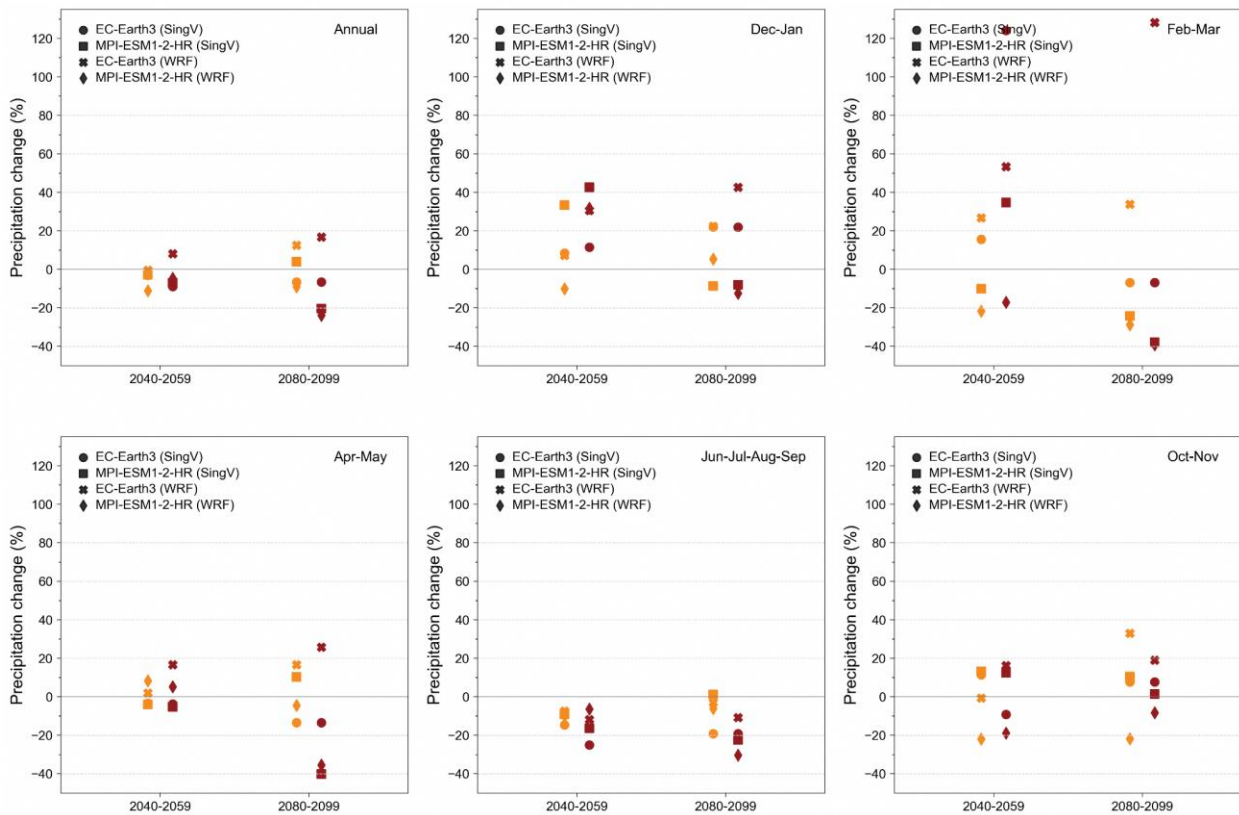 Annual
EC-Earth3 (SingV)
MPI-ESM1-2-HR (SingV)
EC-Earth3 (WRF)
MPI-ESM1-2-HR (WRF)
Precipitation change (%)
120
100
80
60
40
20
0
−20
−40
2040-2059
2080-2099
Dec-Jan
EC-Earth3 (SingV)
MPI-ESM1-2-HR (SingV)
EC-Earth3 (WRF)
MPI-ESM1-2-HR (WRF)
Precipitation change (%)
120
100
80
60
40
20
0
−20
−40
2040-2059
2080-2099
Feb-Mar
EC-Earth3 (SingV)
MPI-ESM1-2-HR (SingV)
EC-Earth3 (WRF)
MPI-ESM1-2-HR (WRF)
Precipitation change (%)
120
100
80
60
40
20
0
−20
−40
2040-2059
2080-2099
Apr-May
EC-Earth3 (SingV)
MPI-ESM1-2-HR (SingV)
EC-Earth3 (WRF)
MPI-ESM1-2-HR (WRF)
Precipitation change (%)
120
100
80
60
40
20
0
−20
−40
2040-2059
2080-2099
Jun-Jul-Aug-Sep
EC-Earth3 (SingV)
MPI-ESM1-2-HR (SingV)
EC-Earth3 (WRF)
MPI-ESM1-2-HR (WRF)
Precipitation change (%)
120
100
80
60
40
20
0
−20
−40
2040-2059
2080-2099
Oct-Nov
EC-Earth3 (SingV)
MPI-ESM1-2-HR (SingV)
EC-Earth3 (WRF)
MPI-ESM1-2-HR (WRF)
Precipitation change (%)
120
100
80
60
40
20
0
−20
−40
2040-2059
2080-2099